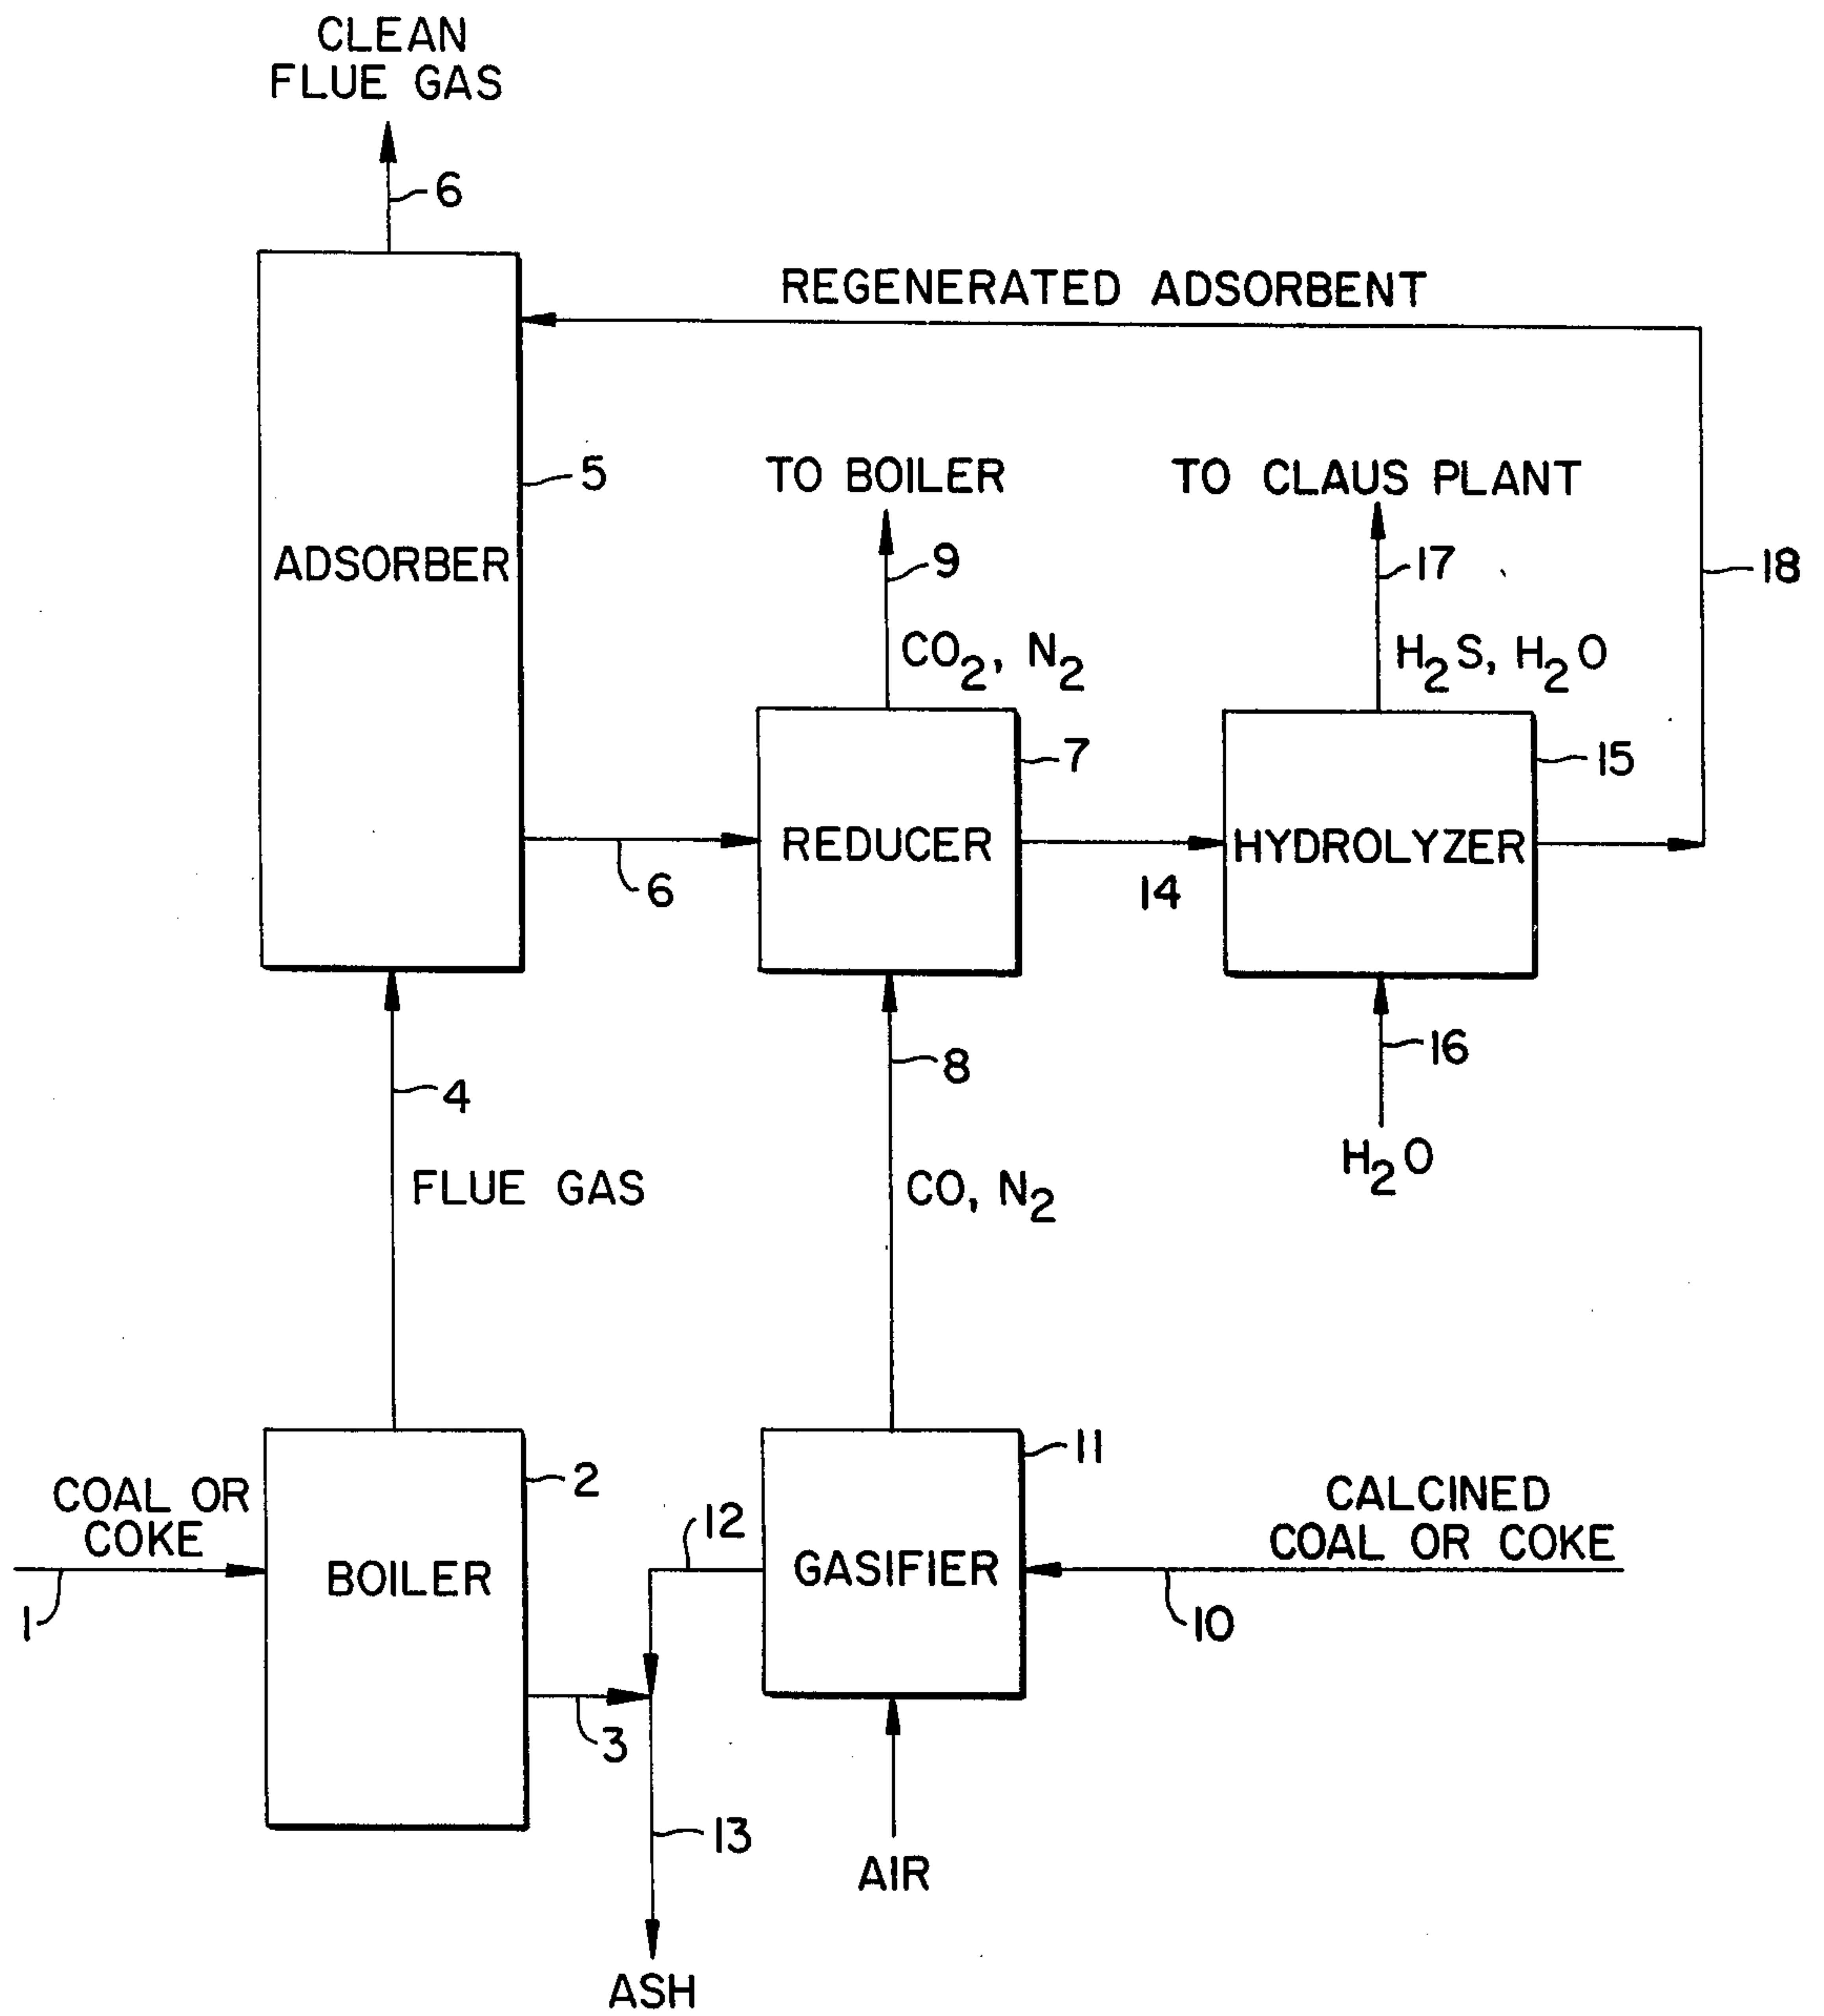 CLEAN
FLUE GAS
6
REGENERATED ADSORBENT
5
TO BOILER
TO CLAUS PLANT
ADSORBER
9
17
18
CO2, N2
H2S, H2O
7
15
REDUCER
HYDROLYZER
6
14
8
16
4
H2O
FLUE GAS
CO, N2
11
2
COAL OR
COKE
12
CALCINED
COAL OR COKE
BOILER
GASIFIER
1
10
3
13
AIR
ASH